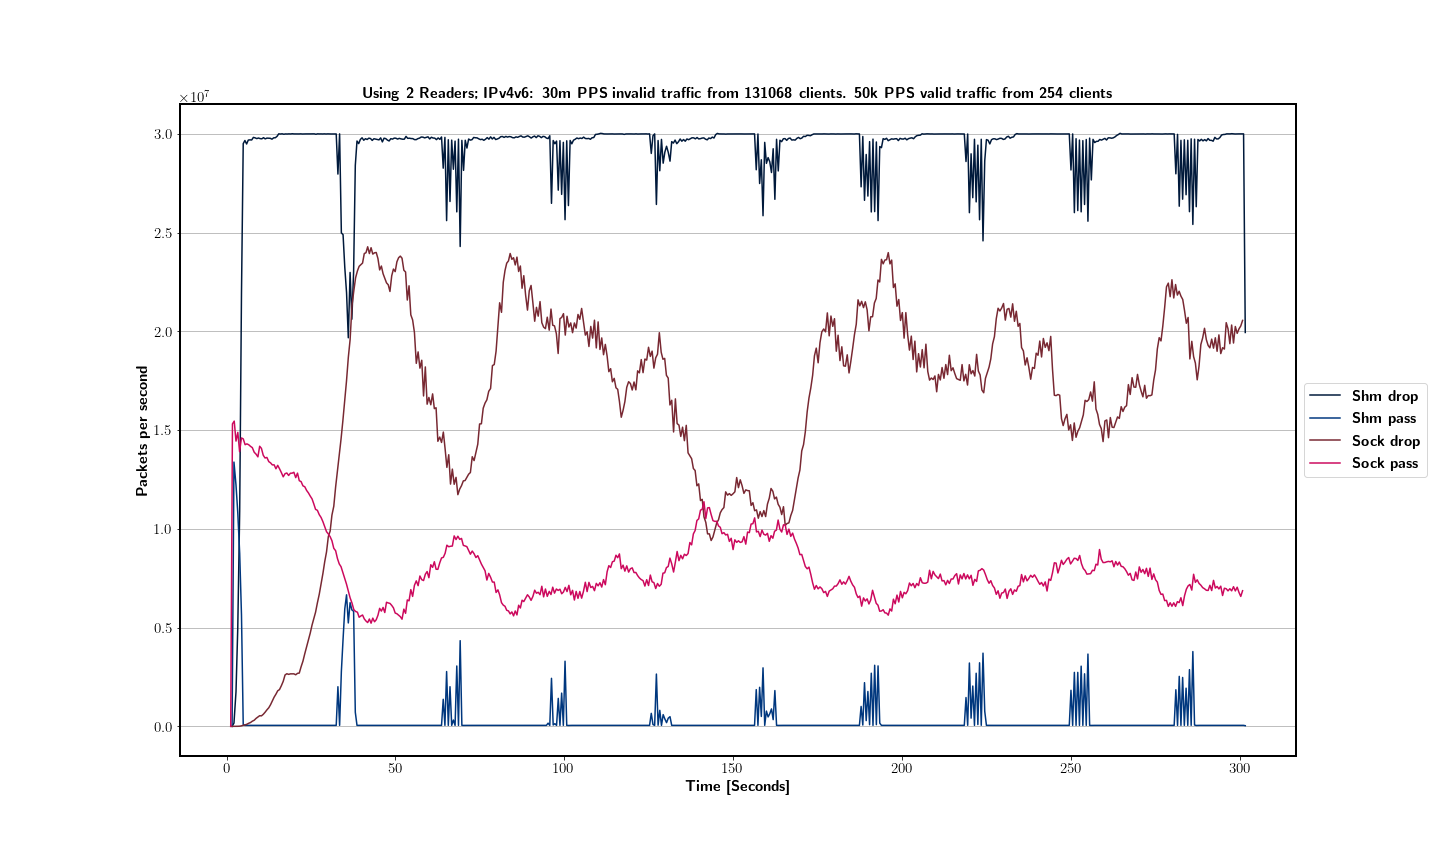 Using 2 Readers; IPv4v6: 30m PPS invalid traffic from 131068 clients. 50k PPS valid traffic from 254 clients
×10⁷
3.0
2.5
2.0
1.5
1.0
0.5
0.0
Packets per second
0 50 100 150 200 250 300
Time [Seconds]
Shm drop
Shm pass
Sock drop
Sock pass